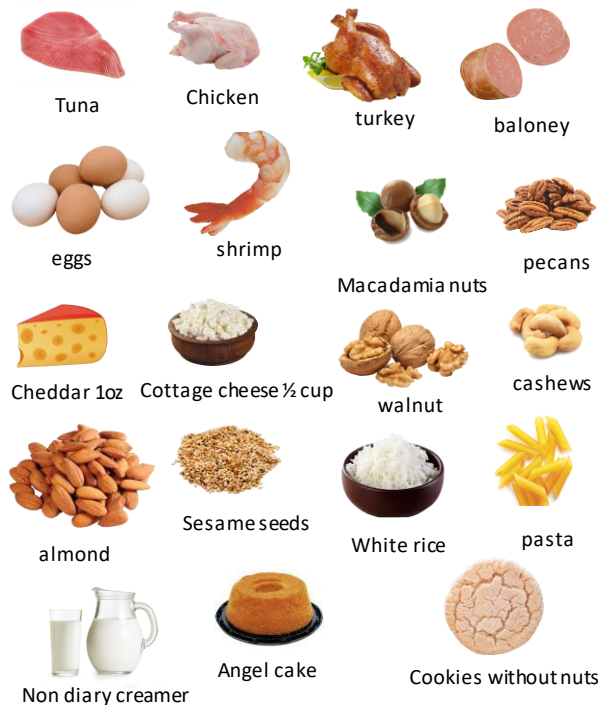 Tuna
Chicken
turkey
baloney
eggs
shrimp
Macadamia nuts
pecans
Cheddar 1oz
Cottage cheese ½ cup
walnut
cashews
almond
Sesame seeds
White rice
pasta
Non diary creamer
Angel cake
Cookies without nuts